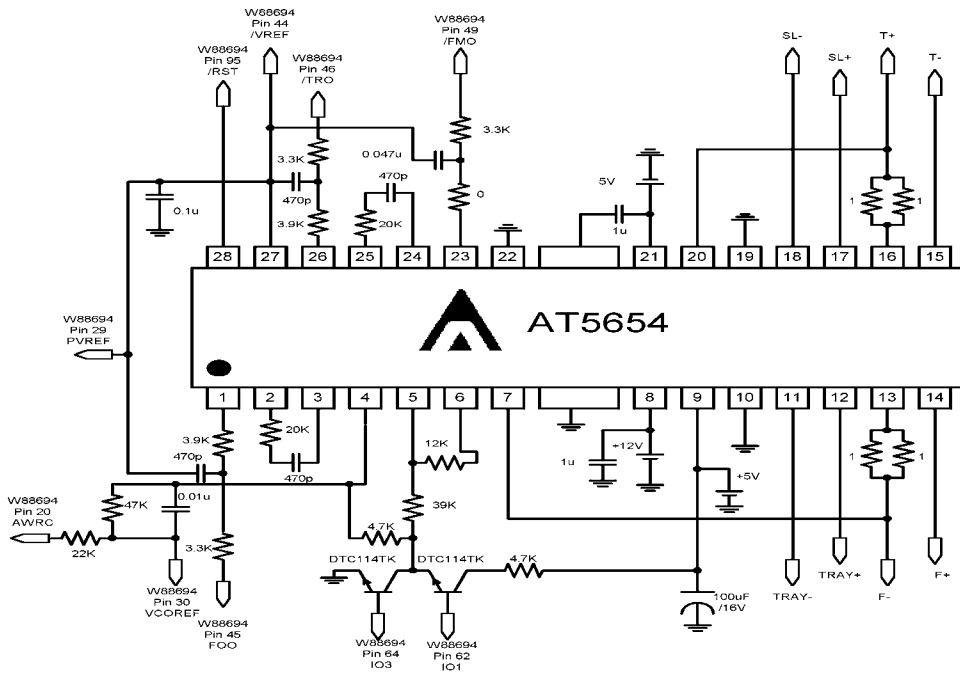 W88694
Pin 44
/VREF
W88694
Pin 49
/FMO
W88694
Pin 95
/RST
W88694
Pin 46
/TRO
SL-
SL+
T+
T-
3.3K
3.3K
0.047u
470p
470p
0
5V
1
1
0.1u
3.9K
20K
1u
28
27
26
25
24
23
22
21
20
19
18
17
16
15
AT5654
W88694
Pin 29
PVREF
1
2
3
4
5
6
7
8
9
10
11
12
13
14
3.9K
20K
12K
+12V
1u
1
1
470p
470p
+5V
0.01u
47K
39K
W88694
Pin 20
AWRC
22K
3.3K
4.7K
DTC114TK
DTC114TK
4.7K
W88694
Pin 30
VCOREF
W88694
Pin 45
FOO
W88694
Pin 64
IO3
W88694
Pin 62
IO1
100uF
/16V
TRAY-
TRAY+
F-
F+